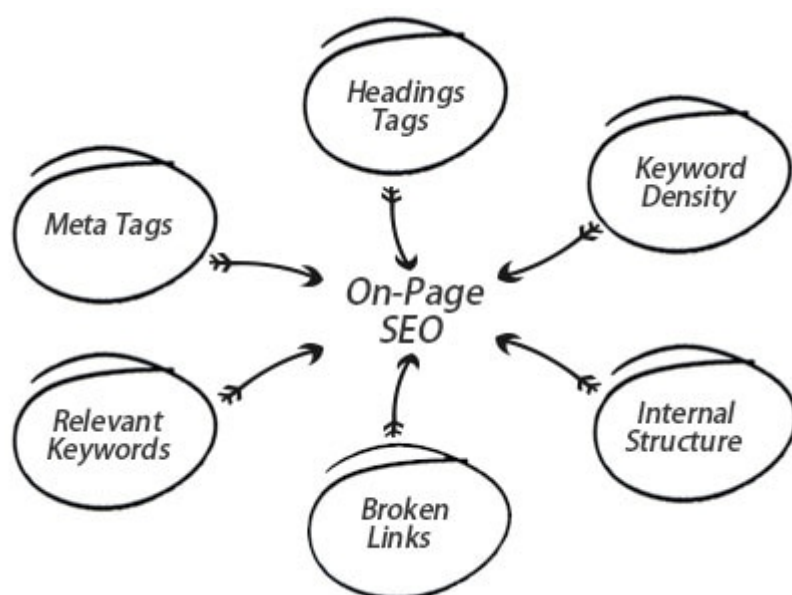 Headings
Tags
Keyword
Density
Meta Tags
On-Page
SEO
Relevant
Keywords
Internal
Structure
Broken
Links